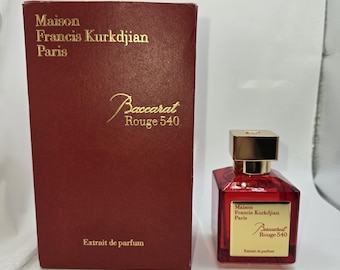 Maison
Francis Kurkdjian
Paris
Baccarat
Rouge 540
Extrait de parfum
Maison
Francis Kurkdjian
Paris
Baccarat
Rouge 540
Extrait de parfum